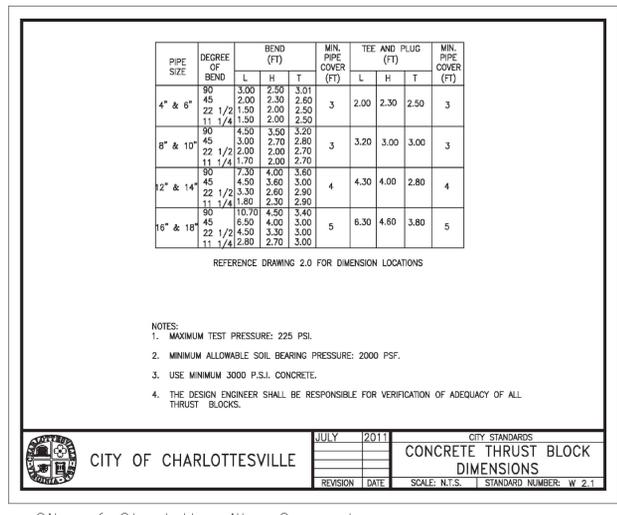 PIPE SIZE DEGREE OF BEND BEND (FT) MIN. PIPE COVER (FT) TEE AND PLUG (FT) MIN. PIPE COVER (FT)
L H T L H T
4" & 6" 90 3.00 2.50 3.01 3 2.00 2.30 2.50 3
45 2.00 2.30 2.60
22 1/2 1.50 2.00 2.50
11 1/4 1.50 2.00 2.50
8" & 10" 90 4.50 3.50 3.20 3 3.20 3.00 3.00 3
45 3.00 2.70 2.80
22 1/2 2.00 2.00 2.70
11 1/4 1.70 2.00 2.70
12" & 14" 90 7.30 4.00 3.60 4 4.30 4.00 2.80 4
45 4.50 3.60 3.00
22 1/2 3.30 2.60 2.90
11 1/4 1.80 2.30 2.90
16" & 18" 90 10.70 4.50 3.40 5 6.30 4.60 3.80 5
45 6.50 4.00 3.00
22 1/2 4.50 3.30 3.00
11 1/4 2.80 2.70 3.00
REFERENCE DRAWING 2.0 FOR DIMENSION LOCATIONS
NOTES:
1. MAXIMUM TEST PRESSURE: 225 PSI.
2. MINIMUM ALLOWABLE SOIL BEARING PRESSURE: 2000 PSF.
3. USE MINIMUM 3000 P.S.I. CONCRETE.
4. THE DESIGN ENGINEER SHALL BE RESPONSIBLE FOR VERIFICATION OF ADEQUACY OF ALL
THRUST BLOCKS.
CHARLOTTESVILLE
VIRGINIA
CITY OF CHARLOTTESVILLE
JULY 2011
REVISION DATE
CITY STANDARDS
CONCRETE THRUST BLOCK
DIMENSIONS
SCALE: N.T.S. STANDARD NUMBER: W 2.1